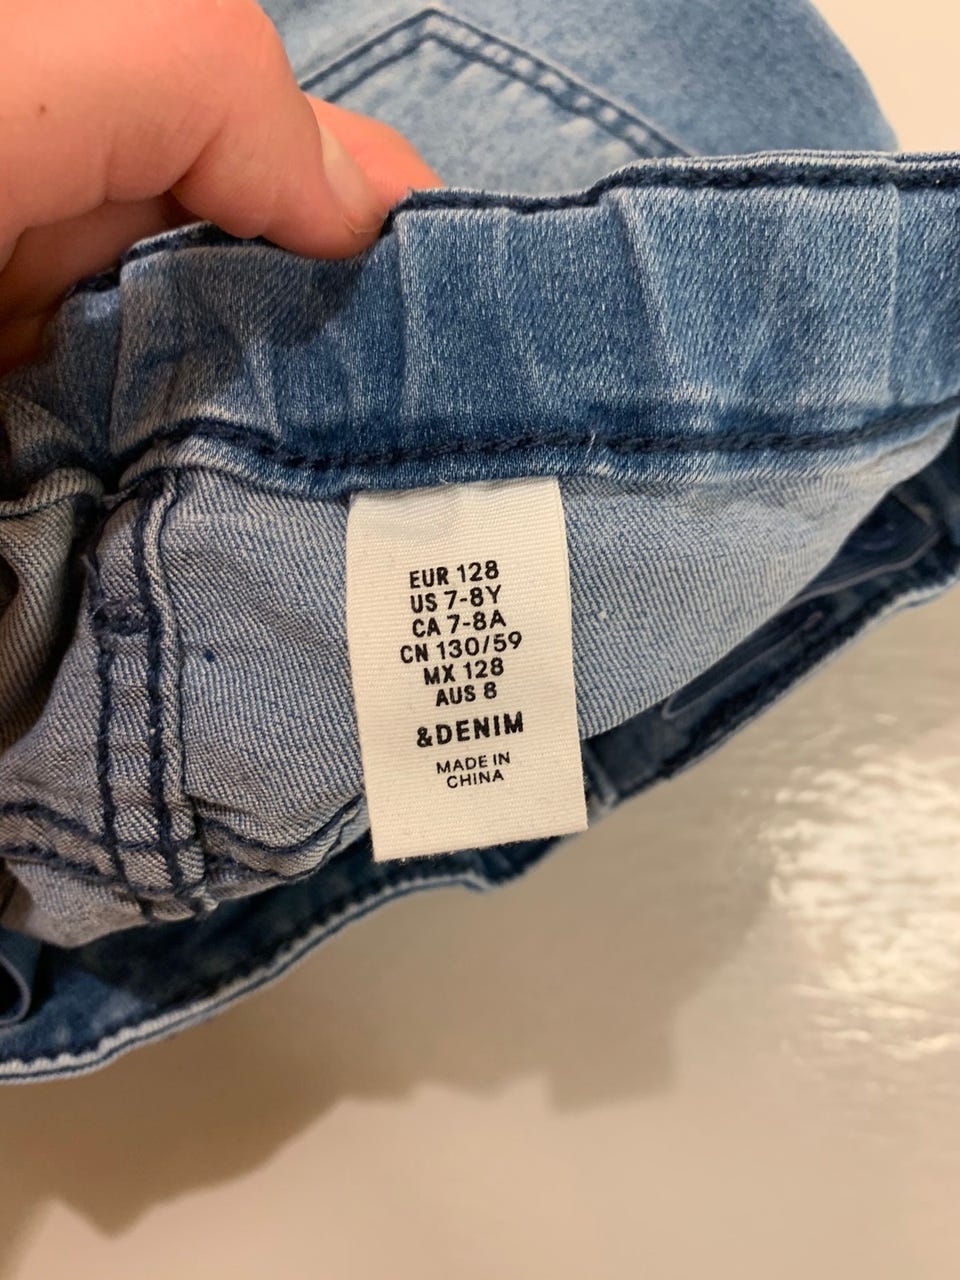 EUR 128
US 7-8Y
CA 7-8A
CN 130/59
MX 128
AUS 8
&DENIM
MADE IN
CHINA